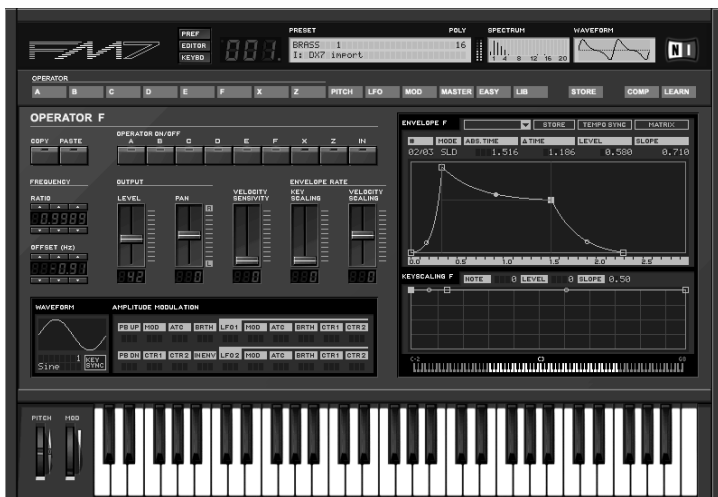 FM7
PREF
EDITOR
KEYBD
001.
PRESET POLY
BRASS 1 16
I: DX7 import
SPECTRUM
1 4 8 12 16 20
WAVEFORM
NI
OPERATOR
A B C D E F X Z PITCH LFO MOD MASTER EASY LIB STORE COMP LEARN
OPERATOR F
COPY PASTE
OPERATOR ON/OFF
A B C D E F X Z IN
FREQUENCY
RATIO
0.9989
OFFSET (Hz)
-0.91
OUTPUT
LEVEL PAN VELOCITY SENSIVITY
R
L
42 0 0
ENVELOPE RATE
KEY SCALING VELOCITY SCALING
0 0
WAVEFORM
1
Sine
KEY SYNC
AMPLITUDE MODULATION
PB UP MOD ATC BRTH LFO1 MOD ATC BRTH CTR1 CTR2
PB DN CTR1 CTR2 INENV LFO2 MOD ATC BRTH CTR1 CTR2
ENVELOPE F STORE TEMPO SYNC MATRIX
# MODE ABS.TIME Δ TIME LEVEL SLOPE
02/03 SLD 1.516 1.186 0.580 0.710
0.0 0.5 1.0 1.5 2.0 2.5
KEYSCALING F NOTE 0 LEVEL 0 SLOPE 0.50
C-2 C3 G8
PITCH MOD